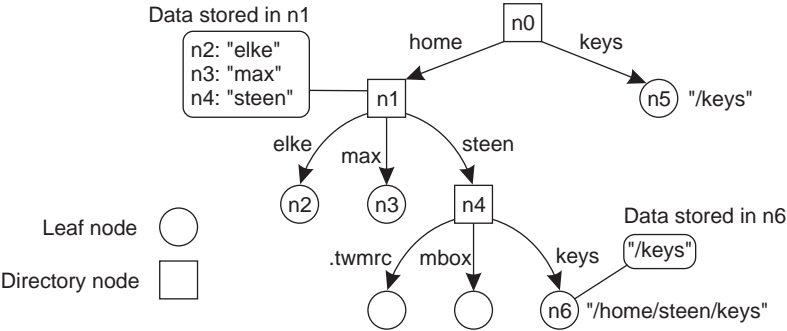 Data stored in n1
n2: "elke"
n3: "max"
n4: "steen"
n0
home
keys
n1
n5
"/keys"
elke
max
steen
n2
n3
n4
Leaf node
Directory node
.twmrc
mbox
keys
Data stored in n6
"/keys"
n6
"/home/steen/keys"